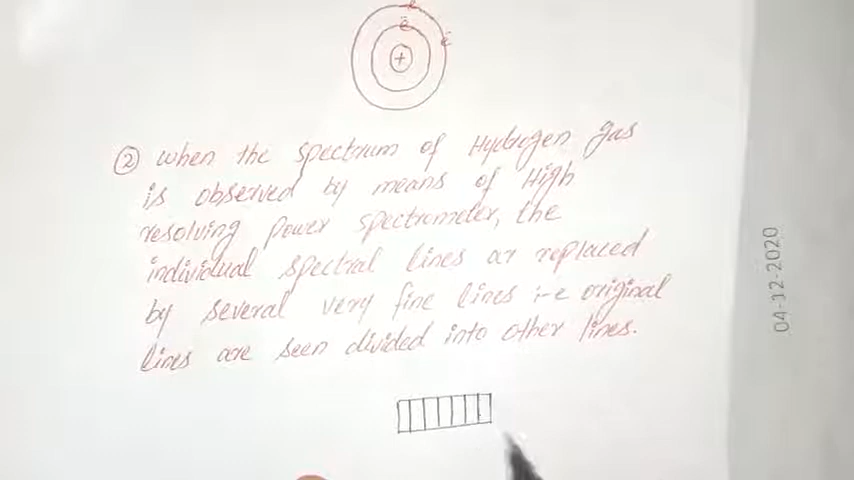 e
e
e
+
② when the spectrum of Hydrogen gas
is observed by means of High
resolving Power spectrometer, the
individual spectral lines ar replaced
by several very fine lines i-e original
lines are seen divided into other lines.
04-12-2020